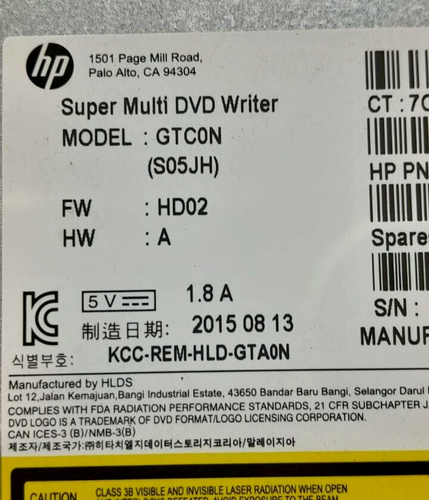 hp
1501 Page Mill Road,
Palo Alto, CA 94304
Super Multi DVD Writer
MODEL : GTC0N
(S05JH)
FW : HD02
HW : A
CT : 7C
HP PN
Spare
S/N :
MANUF
5 V 1.8 A
制造日期: 2015 08 13
식별부호: KCC-REM-HLD-GTA0N
Manufactured by HLDS
Lot 12,Jalan Kemajuan,Bangi Industrial Estate, 43650 Bandar Baru Bangi, Selangor Darul
COMPLIES WITH FDA RADIATION PERFORMANCE STANDARDS, 21 CFR SUBCHAPTER J
DVD LOGO IS A TRADEMARK OF DVD FORMAT/LOGO LICENSING CORPORATION.
CAN ICES-3 (B)/NMB-3(B)
제조자/제조국가:㈜히타치엘지데이터스토리지코리아/말레이지아
CAUTION CLASS 3B VISIBLE AND INVISIBLE LASER RADIATION WHEN OPEN